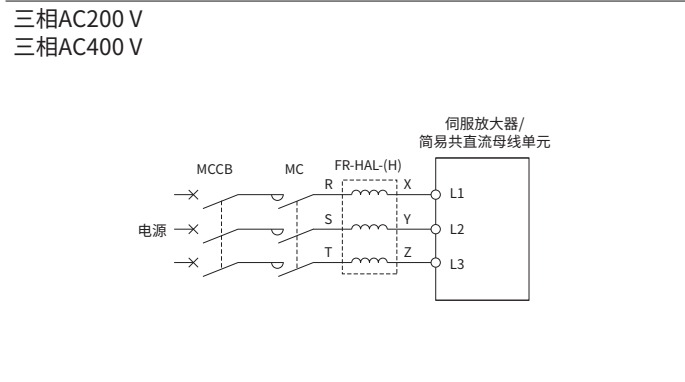 三相AC200 V
三相AC400 V
伺服放大器/
简易共直流母线单元
MCCB
MC
FR-HAL-(H)
R
X
L1
电源
S
Y
L2
T
Z
L3